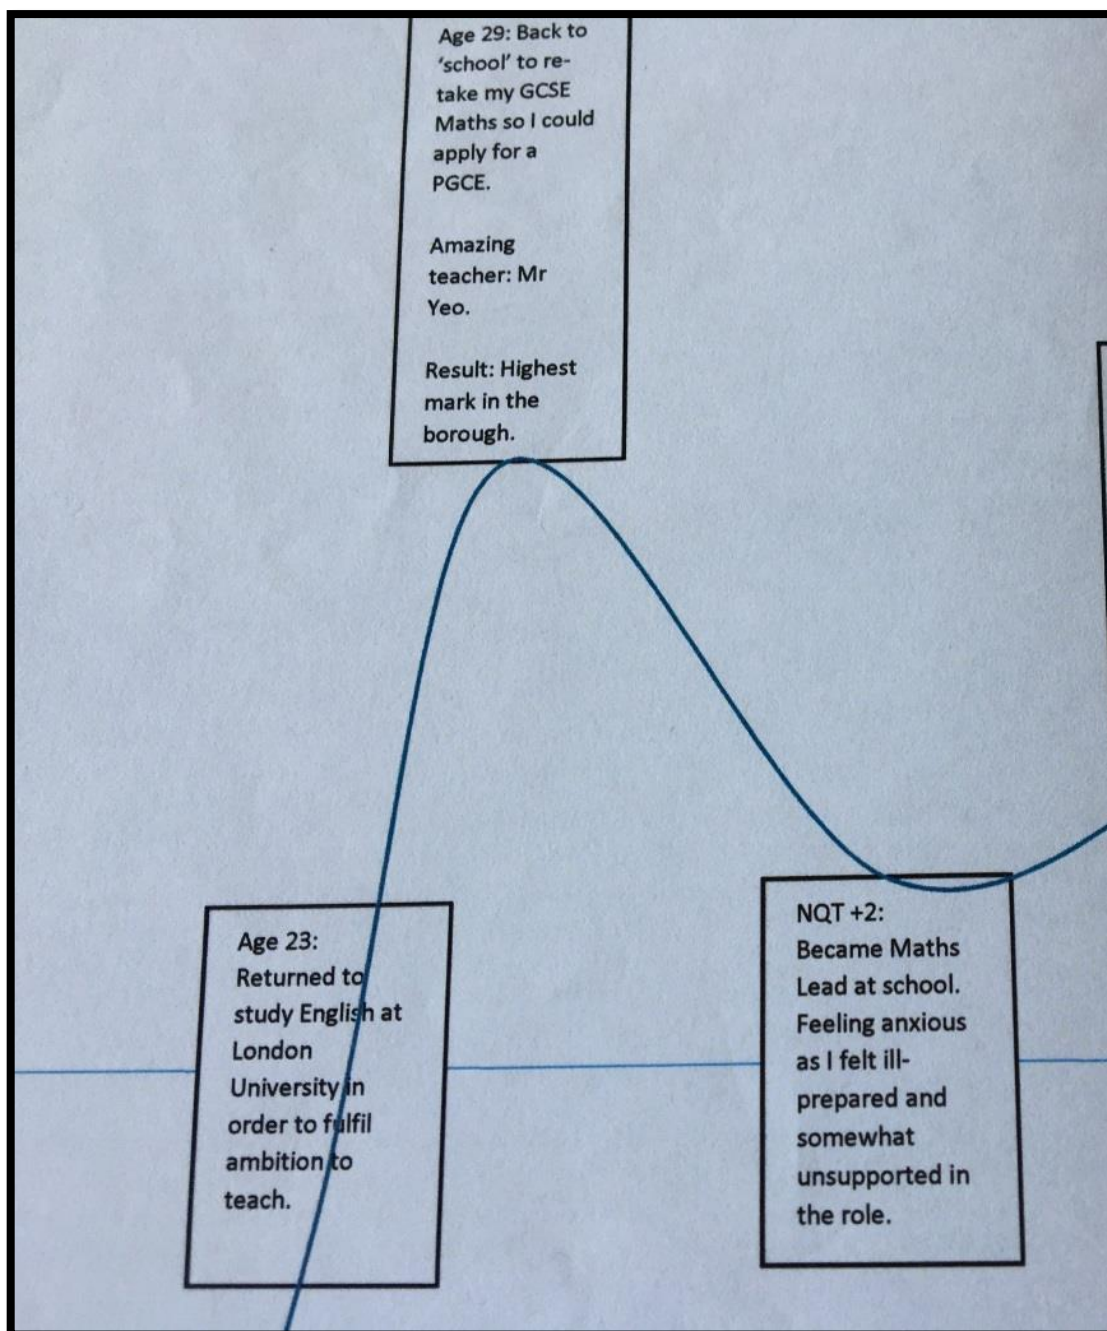 Age 29: Back to
‘school’ to re-
take my GCSE
Maths so I could
apply for a
PGCE.
Amazing
teacher: Mr
Yeo.
Result: Highest
mark in the
borough.
Age 23:
Returned to
study English at
London
University in
order to fulfil
ambition to
teach.
NQT +2:
Became Maths
Lead at school.
Feeling anxious
as I felt ill-
prepared and
somewhat
unsupported in
the role.